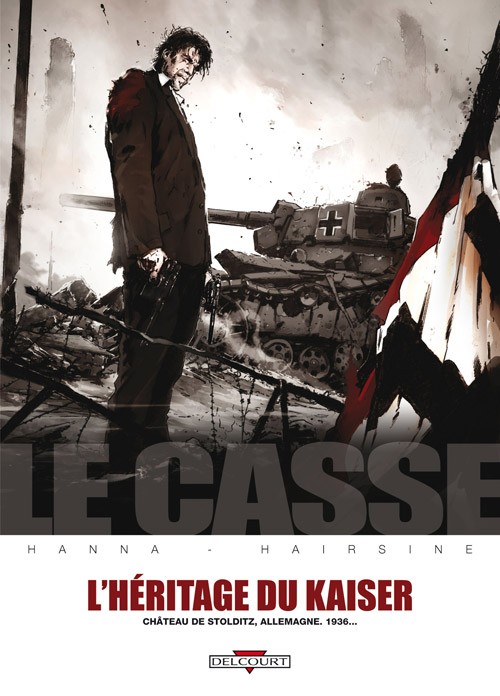 LE CASSE
HANNA - HAIRSINE
L'HÉRITAGE DU KAISER
CHÂTEAU DE STOLDITZ, ALLEMAGNE. 1936...
DELCOURT